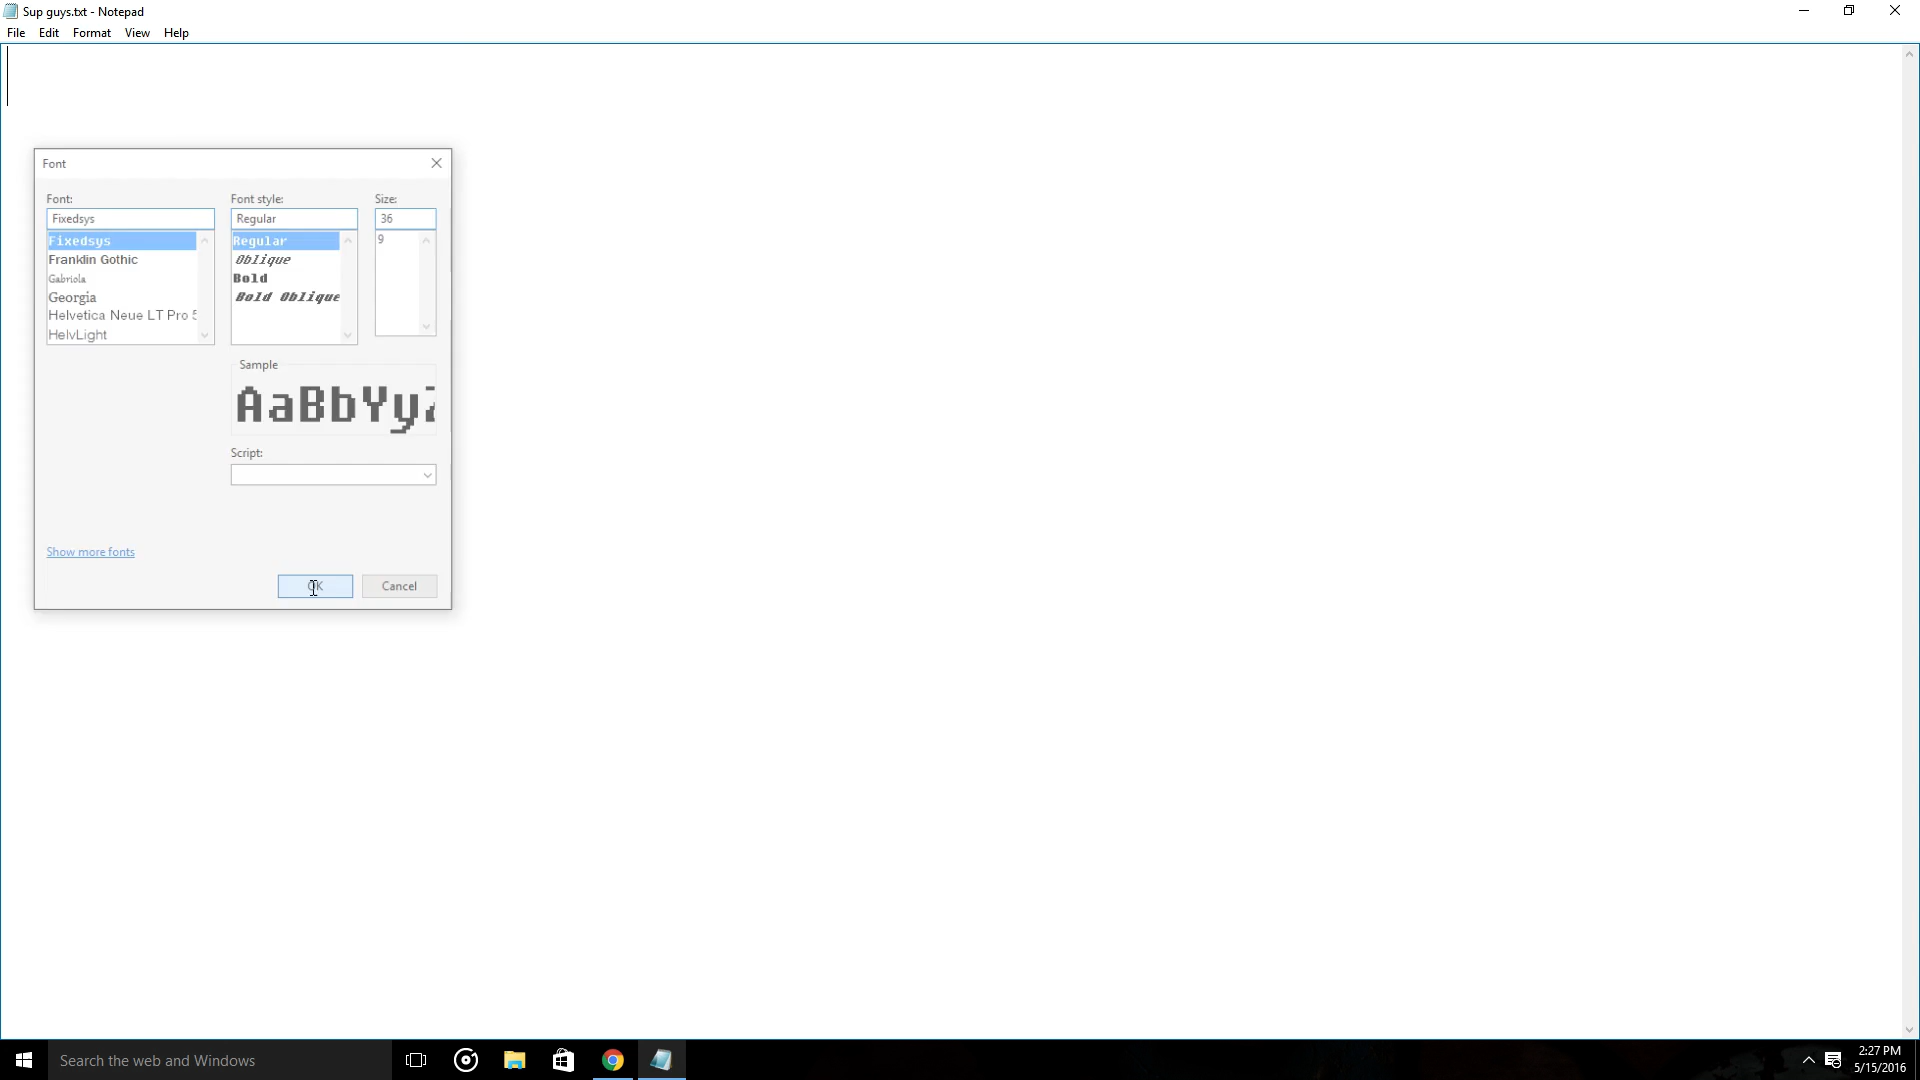 Sup guys.txt - Notepad
File Edit Format View Help
Font
Font: Font style: Size:
Fixedsys Regular 36
Fixedsys Regular 9
Franklin Gothic Oblique
Gabriola Bold
Georgia Bold Oblique
Helvetica Neue LT Pro 5
HelvLight
Sample
AaBbYyZ
Script:
Show more fonts
OK Cancel
Search the web and Windows
2:27 PM
5/15/2016